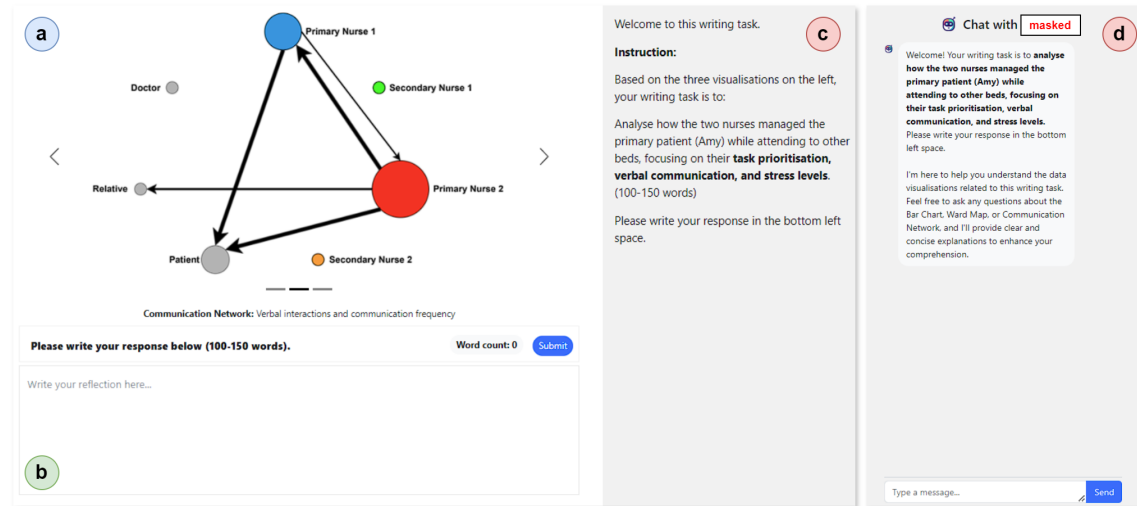 a
Primary Nurse 1
Doctor
Secondary Nurse 1
Relative
Primary Nurse 2
Patient
Secondary Nurse 2
Communication Network: Verbal interactions and communication frequency
Please write your response below (100-150 words).
Word count: 0
Submit
Write your reflection here...
b
c
Welcome to this writing task.
Instruction:
Based on the three visualisations on the left,
your writing task is to:
Analyse how the two nurses managed the
primary patient (Amy) while attending to other
beds, focusing on their task prioritisation,
verbal communication, and stress levels.
(100-150 words)
Please write your response in the bottom left
space.
Chat with masked
d
Welcome! Your writing task is to analyse
how the two nurses managed the
primary patient (Amy) while
attending to other beds, focusing on
their task prioritisation, verbal
communication, and stress levels.
Please write your response in the bottom
left space.
I'm here to help you understand the data
visualisations related to this writing task.
Feel free to ask any questions about the
Bar Chart, Ward Map, or Communication
Network, and I'll provide clear and
concise explanations to enhance your
comprehension.
Type a message...
Send